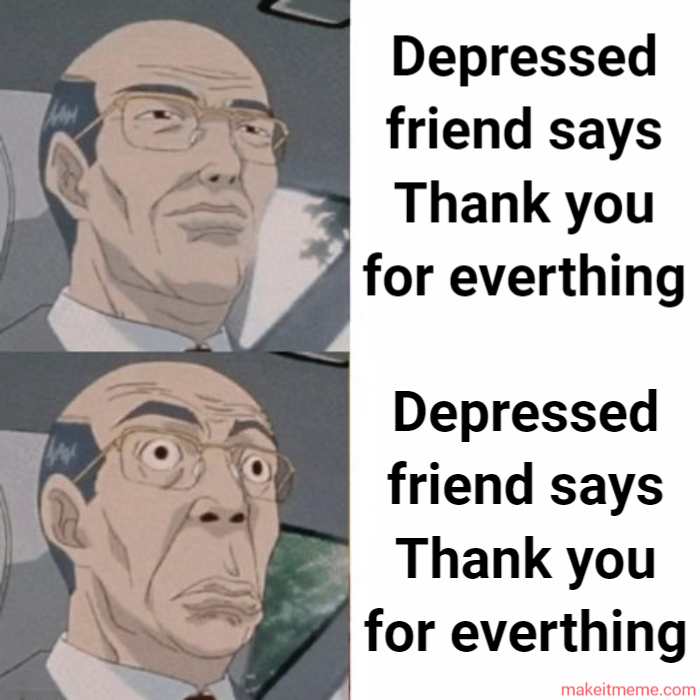 Depressed
friend says
Thank you
for everthing
Depressed
friend says
Thank you
for everthing
makeitmeme.com